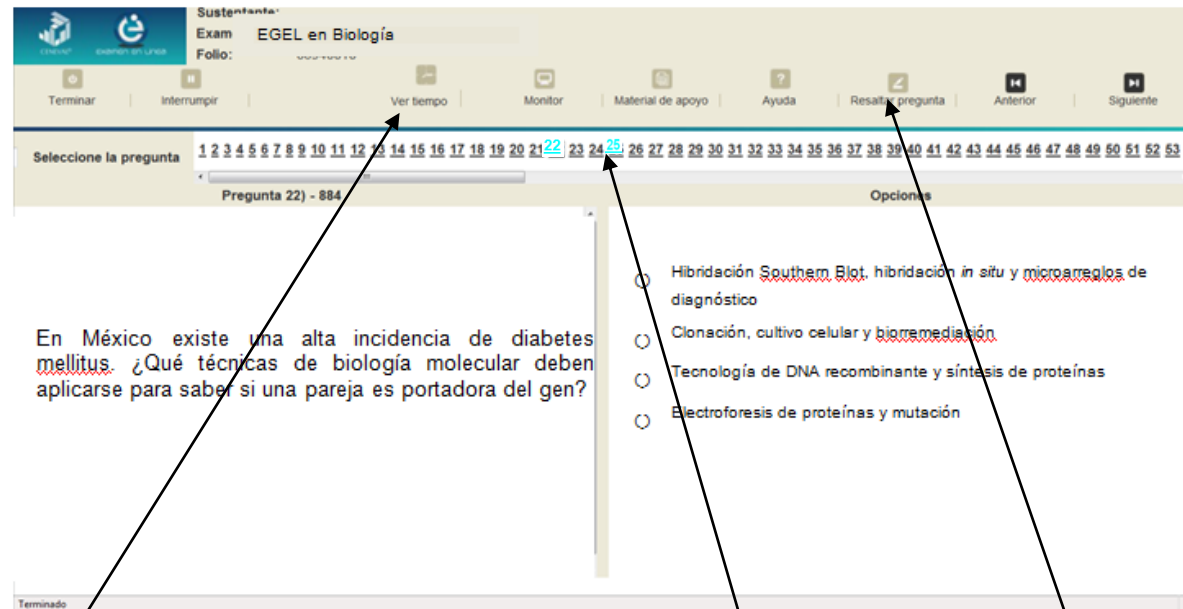 Sustentante:
Exam EGEL en Biología
Folio:
CENEVAL
examen en línea
Terminar Interrumpir Ver tiempo Monitor Material de apoyo Ayuda Resaltar pregunta Anterior Siguiente
Seleccione la pregunta 1 2 3 4 5 6 7 8 9 10 11 12 13 14 15 16 17 18 19 20 21 22 23 24 25 26 27 28 29 30 31 32 33 34 35 36 37 38 39 40 41 42 43 44 45 46 47 48 49 50 51 52 53
Pregunta 22) - 884 Opciones
En México existe una alta incidencia de diabetes
mellitus. ¿Qué técnicas de biología molecular deben
aplicarse para saber si una pareja es portadora del gen?
Hibridación Southern Blot, hibridación in situ y microarreglos de
diagnóstico
Clonación, cultivo celular y biorremediación
Tecnología de DNA recombinante y síntesis de proteínas
Electroforesis de proteínas y mutación
Terminado